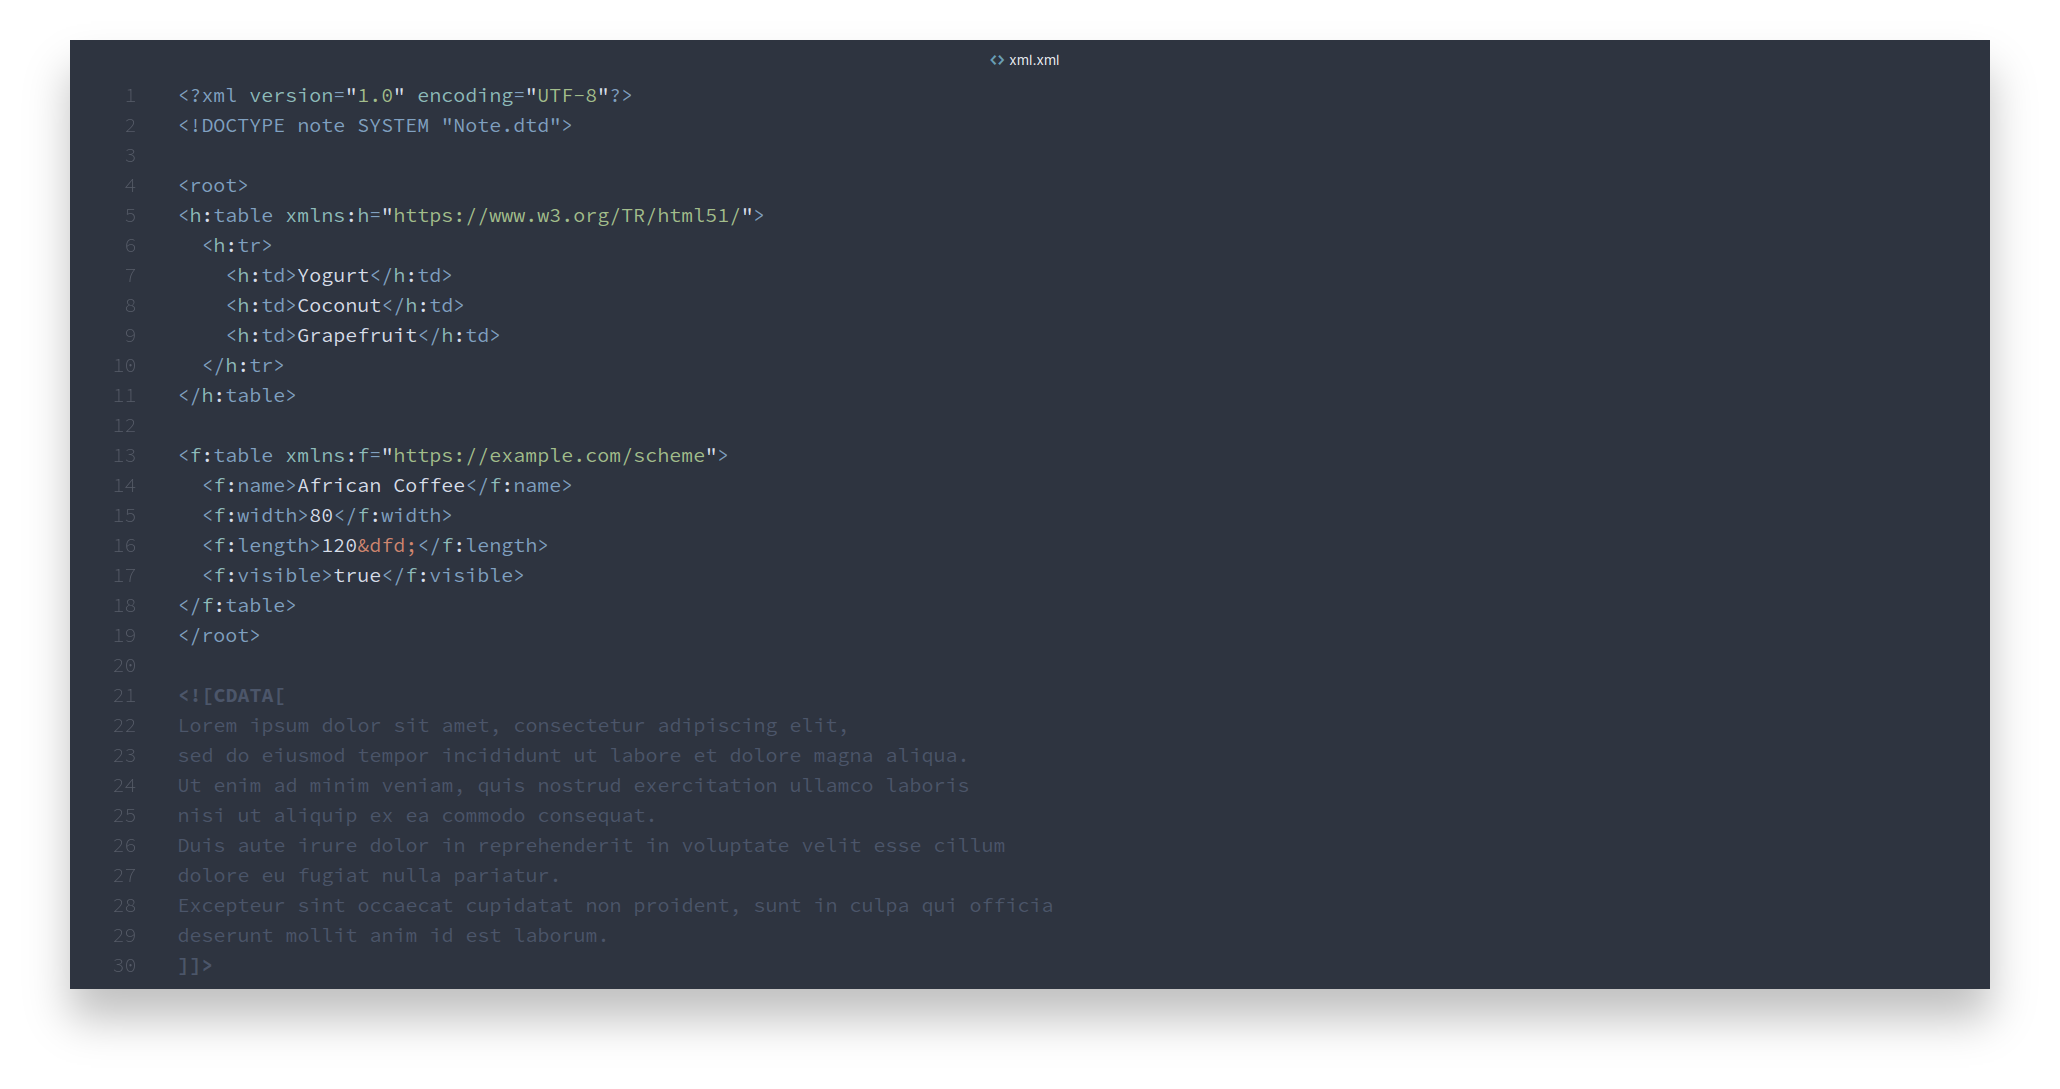 xml.xml
1 <?xml version="1.0" encoding="UTF-8"?>
2 <!DOCTYPE note SYSTEM "Note.dtd">
3
4 <root>
5 <h:table xmlns:h="https://www.w3.org/TR/html51/">
6   <h:tr>
7     <h:td>Yogurt</h:td>
8     <h:td>Coconut</h:td>
9     <h:td>Grapefruit</h:td>
10   </h:tr>
11 </h:table>
12
13 <f:table xmlns:f="https://example.com/scheme">
14   <f:name>African Coffee</f:name>
15   <f:width>80</f:width>
16   <f:length>120&dfd;</f:length>
17   <f:visible>true</f:visible>
18 </f:table>
19 </root>
20
21 <![CDATA[
22 Lorem ipsum dolor sit amet, consectetur adipiscing elit,
23 sed do eiusmod tempor incididunt ut labore et dolore magna aliqua.
24 Ut enim ad minim veniam, quis nostrud exercitation ullamco laboris
25 nisi ut aliquip ex ea commodo consequat.
26 Duis aute irure dolor in reprehenderit in voluptate velit esse cillum
27 dolore eu fugiat nulla pariatur.
28 Excepteur sint occaecat cupidatat non proident, sunt in culpa qui officia
29 deserunt mollit anim id est laborum.
30 ]]>